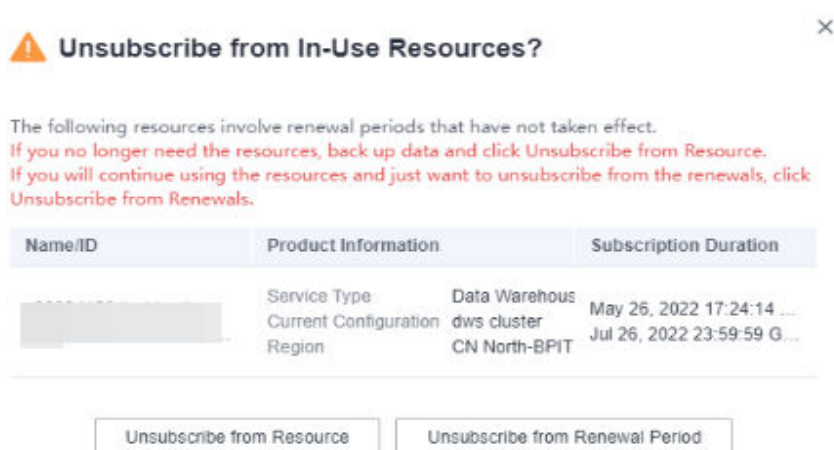 Unsubscribe from In-Use Resources?
The following resources involve renewal periods that have not taken effect.
If you no longer need the resources, back up data and click Unsubscribe from Resource.
If you will continue using the resources and just want to unsubscribe from the renewals, click
Unsubscribe from Renewals.
Name/ID Product Information Subscription Duration
Service Type Data Warehous
Current Configuration dws cluster
Region CN North-BPIT
May 26, 2022 17:24:14 ...
Jul 26, 2022 23:59:59 G...
Unsubscribe from Resource Unsubscribe from Renewal Period